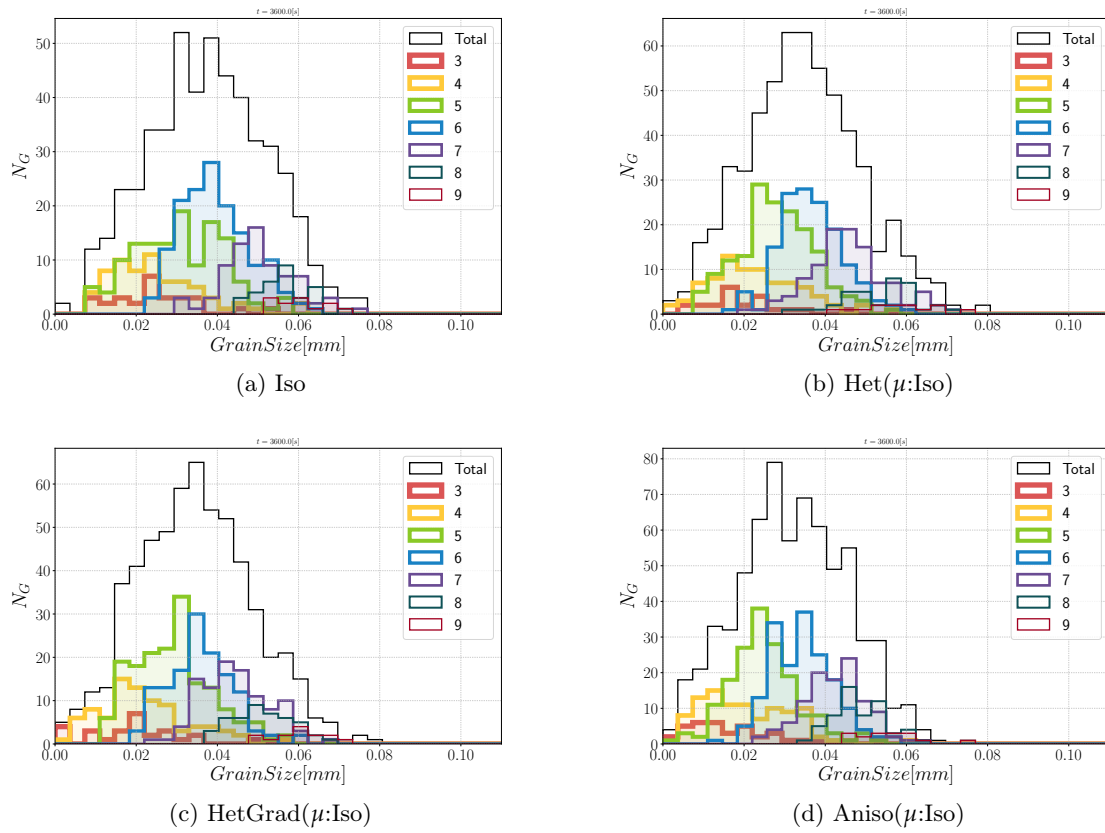 t = 3600.0[s]
50
40
30
20
10
0
N_G
Total
3
4
5
6
7
8
9
0.00 0.02 0.04 0.06 0.08 0.10
GrainSize[mm]
(a) Iso
t = 3600.0[s]
60
50
40
30
20
10
0
N_G
Total
3
4
5
6
7
8
9
0.00 0.02 0.04 0.06 0.08 0.10
GrainSize[mm]
(b) Het(μ:Iso)
t = 3600.0[s]
60
50
40
30
20
10
0
N_G
Total
3
4
5
6
7
8
9
0.00 0.02 0.04 0.06 0.08 0.10
GrainSize[mm]
(c) HetGrad(μ:Iso)
t = 3600.0[s]
80
70
60
50
40
30
20
10
0
N_G
Total
3
4
5
6
7
8
9
0.00 0.02 0.04 0.06 0.08 0.10
GrainSize[mm]
(d) Aniso(μ:Iso)